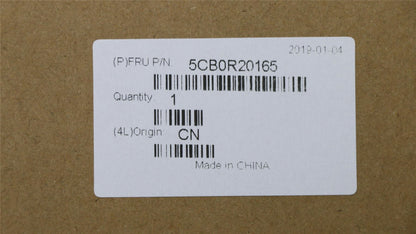 2019-01-04
(P)FRU P/N 5CB0R20165
Quantity 1
(4L)Origin CN
Made in CHINA